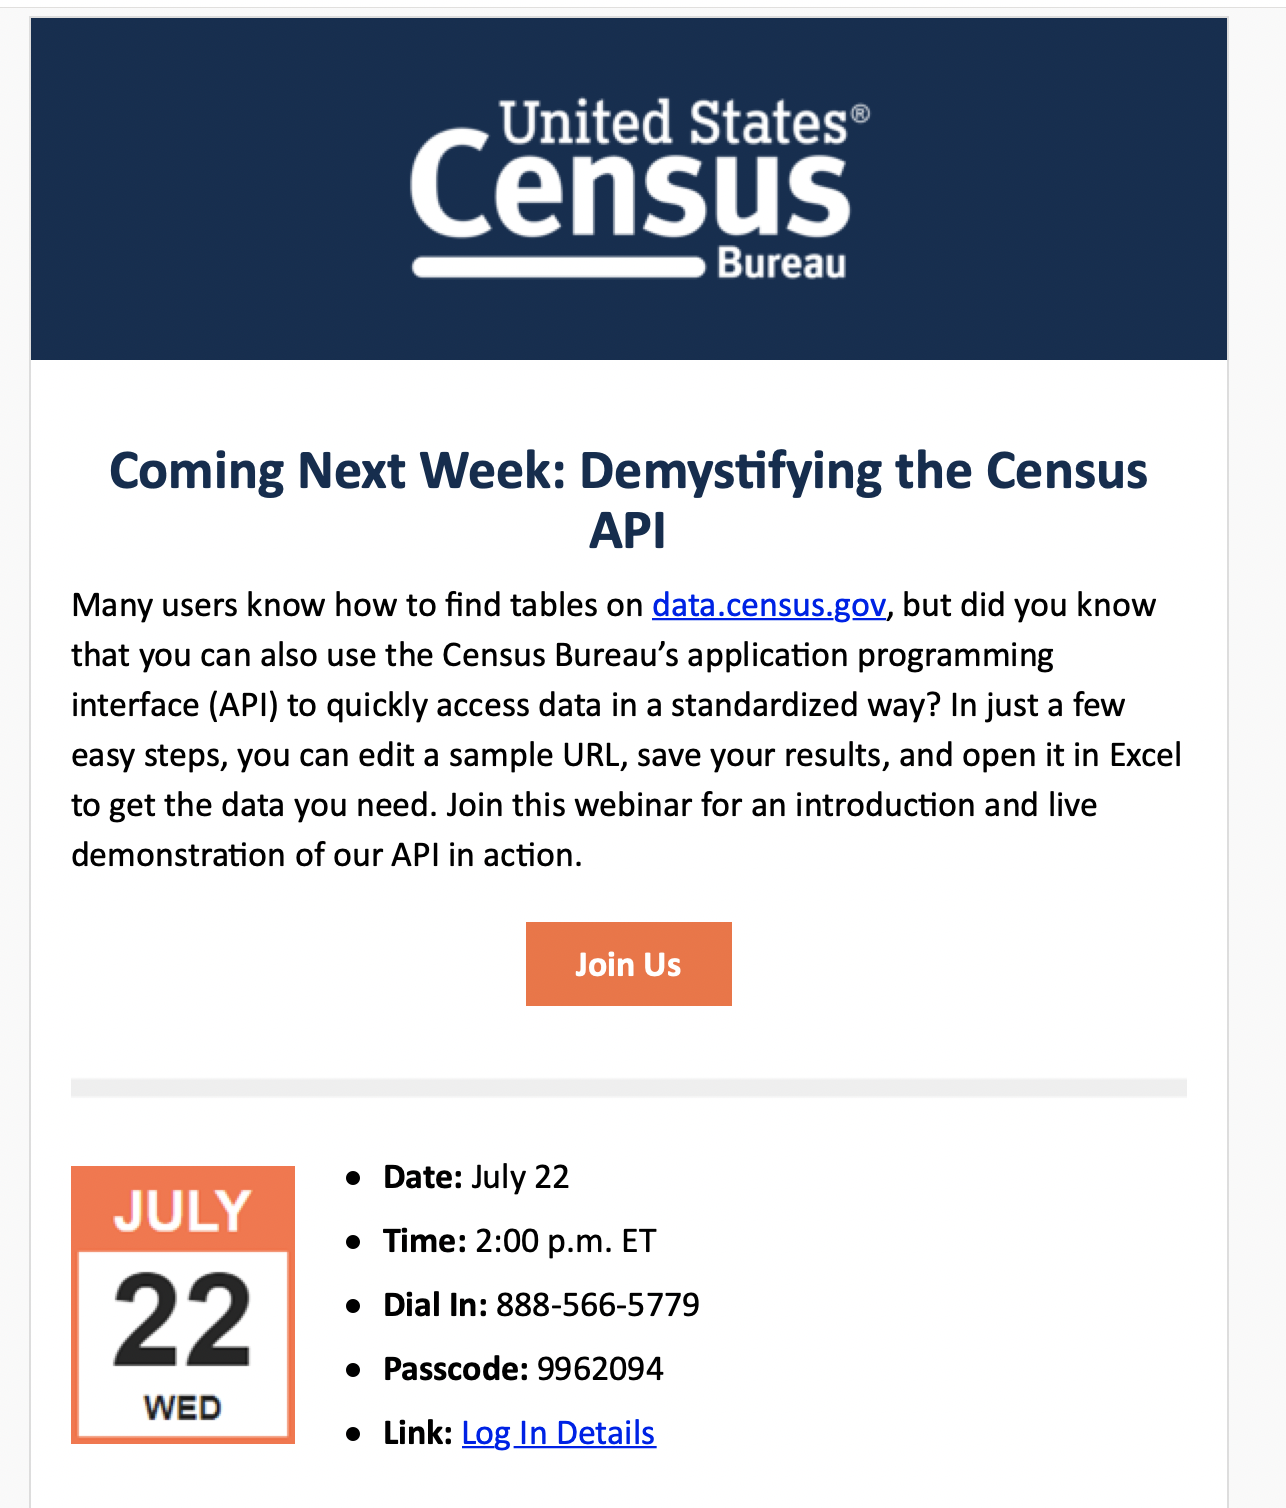 United States®
Census
Bureau
Coming Next Week: Demystifying the Census
API
Many users know how to find tables on data.census.gov, but did you know
that you can also use the Census Bureau’s application programming
interface (API) to quickly access data in a standardized way? In just a few
easy steps, you can edit a sample URL, save your results, and open it in Excel
to get the data you need. Join this webinar for an introduction and live
demonstration of our API in action.
Join Us
JULY
22
WED
● Date: July 22
● Time: 2:00 p.m. ET
● Dial In: 888-566-5779
● Passcode: 9962094
● Link: Log In Details